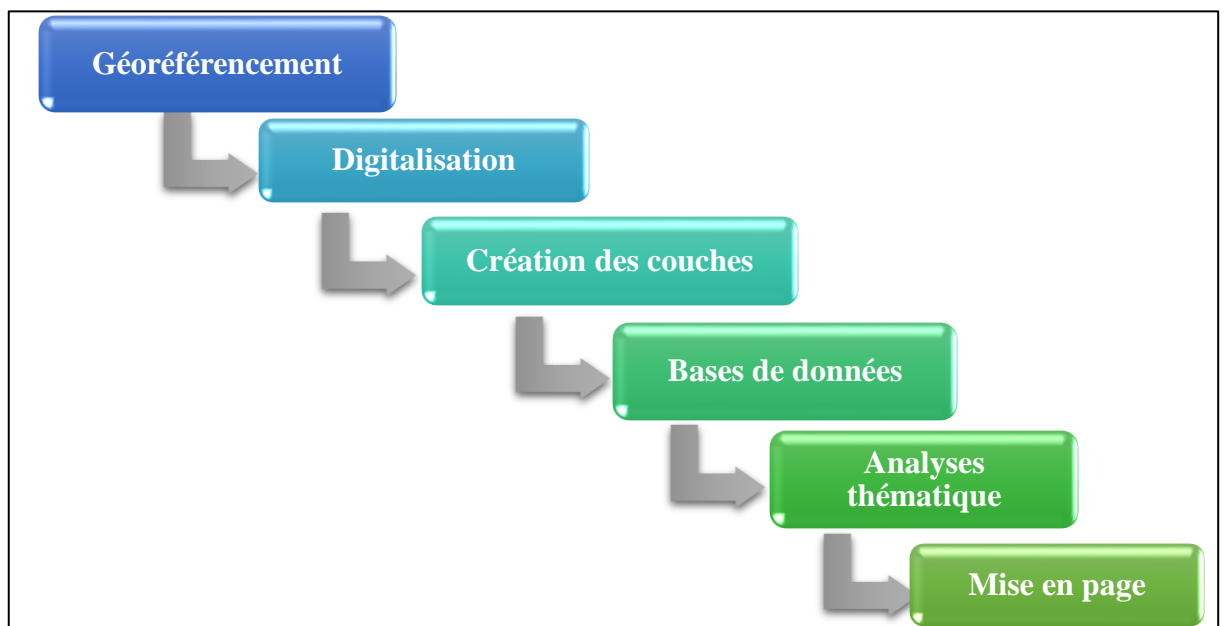 Géoréférencement
Digitalisation
Création des couches
Bases de données
Analyses
thématique
Mise en page